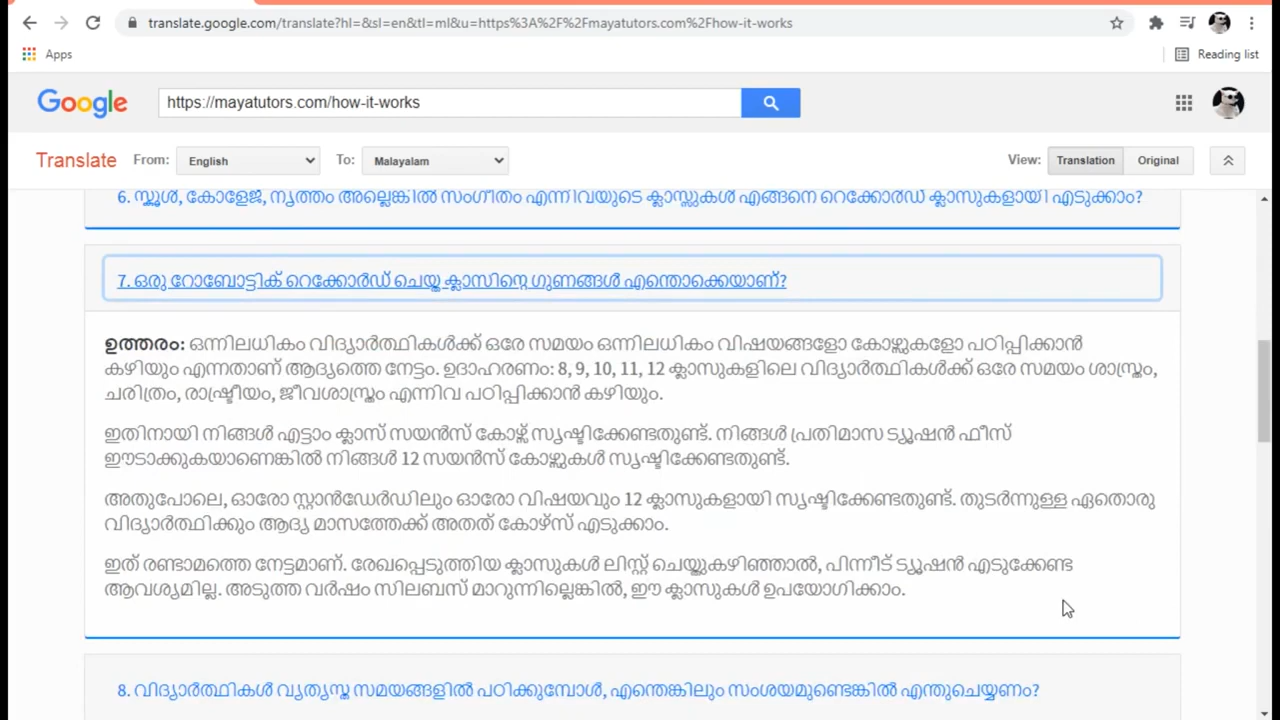 translate.google.com/translate?hl=&sl=en&tl=ml&u=https%3A%2F%2Fmayatutors.com%2Fhow-it-works
Apps
Reading list
Google
https://mayatutors.com/how-it-works
Translate From: English To: Malayalam View: Translation Original
6. സ്കൂൾ, കോളേജ്, നൃത്തം അല്ലെങ്കിൽ സംഗീതം എന്നിവയുടെ ക്ലാസ്സുകൾ എങ്ങനെ റെക്കോർഡ് ക്ലാസുകളായി എടുക്കാം?
7. ഒരു റോബോട്ടിക് റെക്കോർഡ് ചെയ്ത ക്ലാസിന്റെ ഗുണങ്ങൾ എന്തൊക്കെയാണ്?
ഉത്തരം: ഒന്നിലധികം വിദ്യാർത്ഥികൾക്ക് ഒരേ സമയം ഒന്നിലധികം വിഷയങ്ങളോ കോഴ്സുകളോ പഠിപ്പിക്കാൻ
കഴിയും എന്നതാണ് ആദ്യത്തെ നേട്ടം. ഉദാഹരണം: 8, 9, 10, 11, 12 ക്ലാസുകളിലെ വിദ്യാർത്ഥികൾക്ക് ഒരേ സമയം ശാസ്ത്രം,
ചരിത്രം, രാഷ്ട്രീയം, ജീവശാസ്ത്രം എന്നിവ പഠിപ്പിക്കാൻ കഴിയും.
ഇതിനായി നിങ്ങൾ എട്ടാം ക്ലാസ് സയൻസ് കോഴ്സ് സൃഷ്ടിക്കേണ്ടതുണ്ട്. നിങ്ങൾ പ്രതിമാസ ട്യൂഷൻ ഫീസ്
ഈടാക്കുകയാണെങ്കിൽ നിങ്ങൾ 12 സയൻസ് കോഴ്സുകൾ സൃഷ്ടിക്കേണ്ടതുണ്ട്.
അതുപോലെ, ഓരോ സ്റ്റാൻഡേർഡിലും ഓരോ വിഷയവും 12 ക്ലാസുകളായി സൃഷ്ടിക്കേണ്ടതുണ്ട്. തുടർന്നുള്ള ഏതൊരു
വിദ്യാർത്ഥിക്കും ആദ്യ മാസത്തേക്ക് അതത് കോഴ്സ് എടുക്കാം.
ഇത് രണ്ടാമത്തെ നേട്ടമാണ്. രേഖപ്പെടുത്തിയ ക്ലാസുകൾ ലിസ്റ്റ് ചെയ്തുകഴിഞ്ഞാൽ, പിന്നീട് ട്യൂഷൻ എടുക്കേണ്ട
ആവശ്യമില്ല. അടുത്ത വർഷം സിലബസ് മാറുന്നില്ലെങ്കിൽ, ഈ ക്ലാസുകൾ ഉപയോഗിക്കാം.
8. വിദ്യാർത്ഥികൾ വ്യത്യസ്ത സമയങ്ങളിൽ പഠിക്കുമ്പോൾ, എന്തെങ്കിലും സംശയമുണ്ടെങ്കിൽ എന്തുചെയ്യണം?